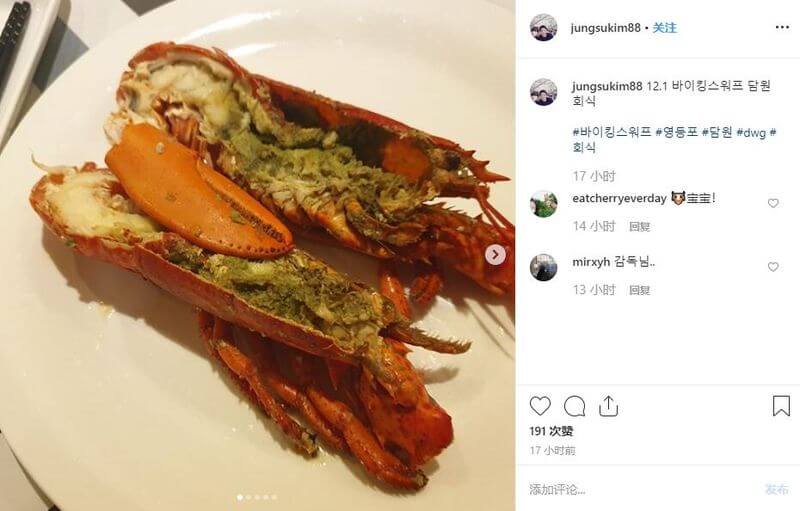 jungsukim88 • 关注
jungsukim88 12.1 바이킹스워프 담원
회식
#바이킹스워프 #영등포 #담원 #dwg #
회식
17 小时
eatcherryeverday 🐯宝宝!
14 小时 回复
mirxyh 감독님..
13 小时 回复
191 次赞
17 小时前
添加评论... 发布